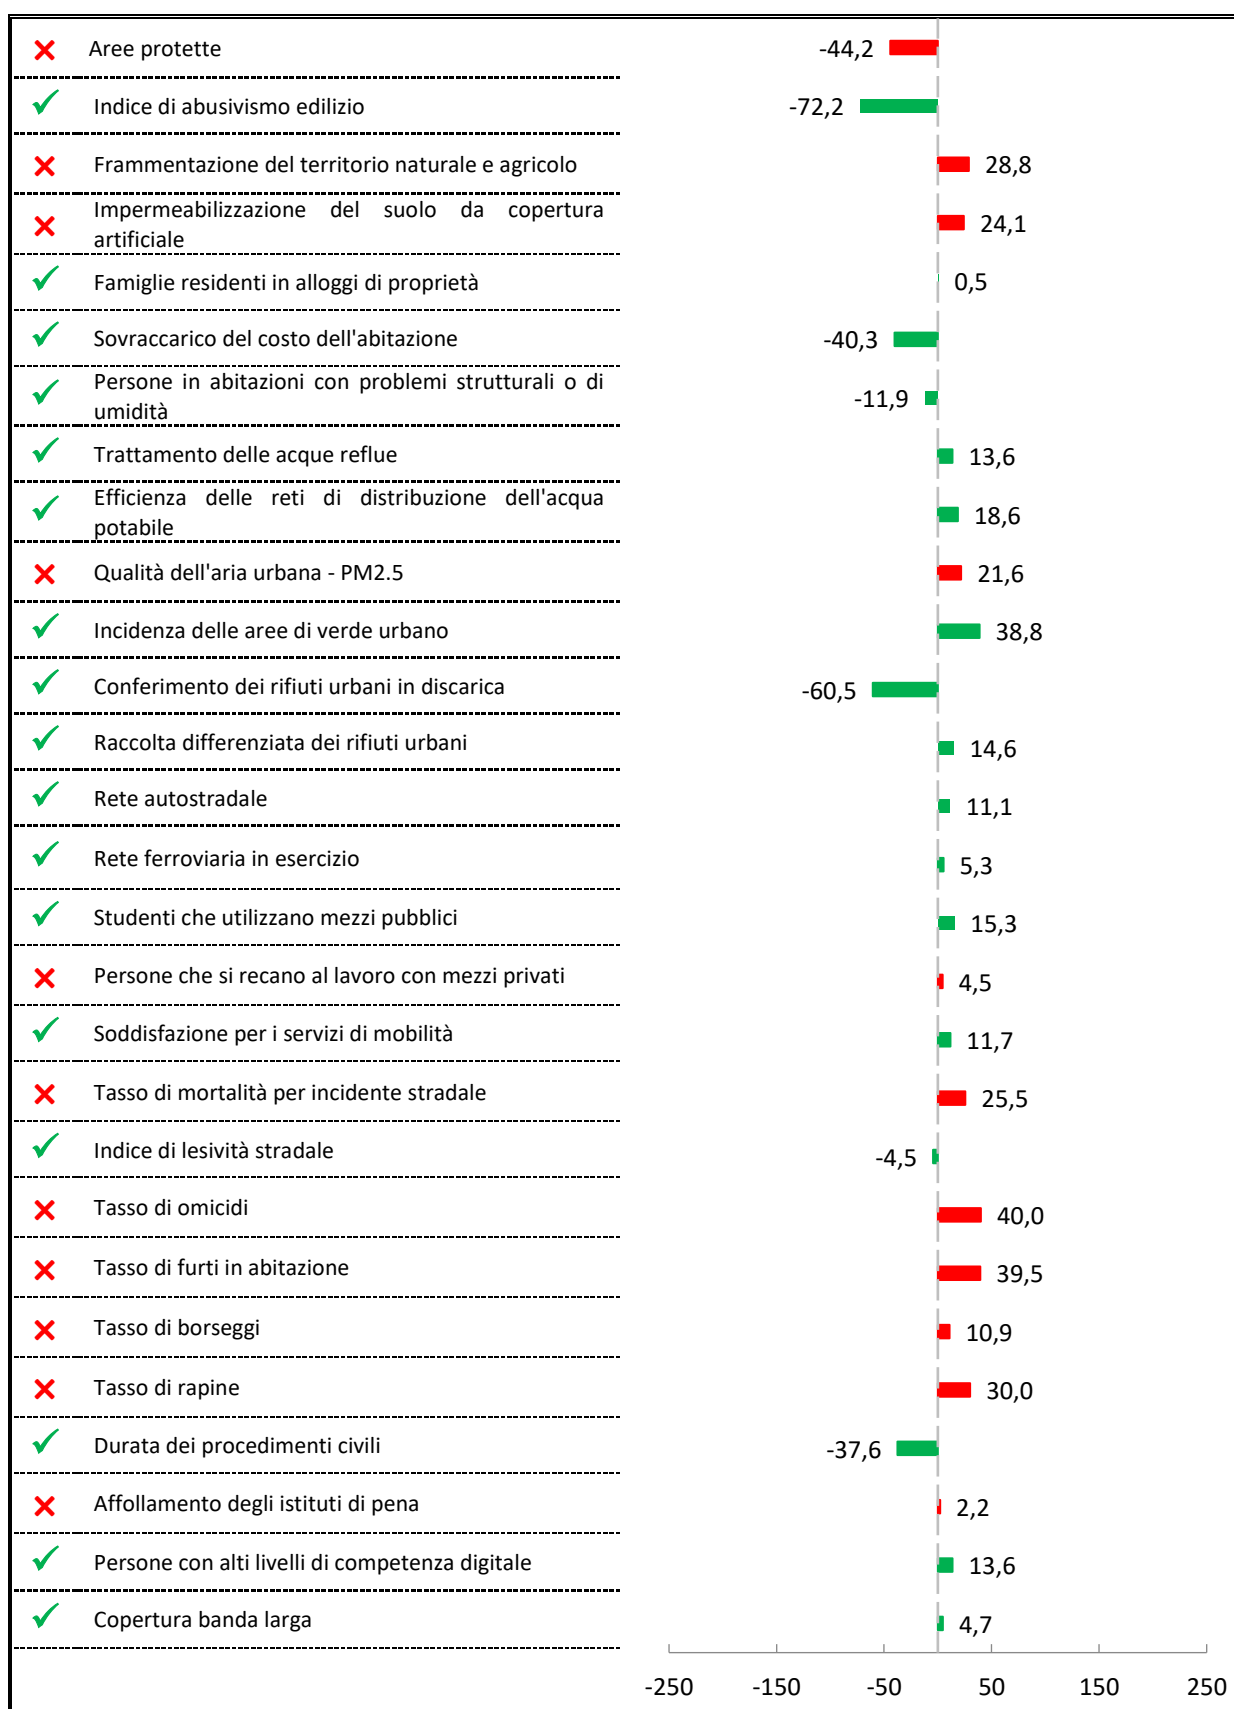 Aree protette -44,2
Indice di abusivismo edilizio -72,2
Frammentazione del territorio naturale e agricolo 28,8
Impermeabilizzazione del suolo da copertura
artificiale 24,1
Famiglie residenti in alloggi di proprietà 0,5
Sovraccarico del costo dell'abitazione -40,3
Persone in abitazioni con problemi strutturali o di
umidità -11,9
Trattamento delle acque reflue 13,6
Efficienza delle reti di distribuzione dell'acqua
potabile 18,6
Qualità dell'aria urbana - PM2.5 21,6
Incidenza delle aree di verde urbano 38,8
Conferimento dei rifiuti urbani in discarica -60,5
Raccolta differenziata dei rifiuti urbani 14,6
Rete autostradale 11,1
Rete ferroviaria in esercizio 5,3
Studenti che utilizzano mezzi pubblici 15,3
Persone che si recano al lavoro con mezzi privati 4,5
Soddisfazione per i servizi di mobilità 11,7
Tasso di mortalità per incidente stradale 25,5
Indice di lesività stradale -4,5
Tasso di omicidi 40,0
Tasso di furti in abitazione 39,5
Tasso di borseggi 10,9
Tasso di rapine 30,0
Durata dei procedimenti civili -37,6
Affollamento degli istituti di pena 2,2
Persone con alti livelli di competenza digitale 13,6
Copertura banda larga 4,7
-250 -150 -50 50 150 250